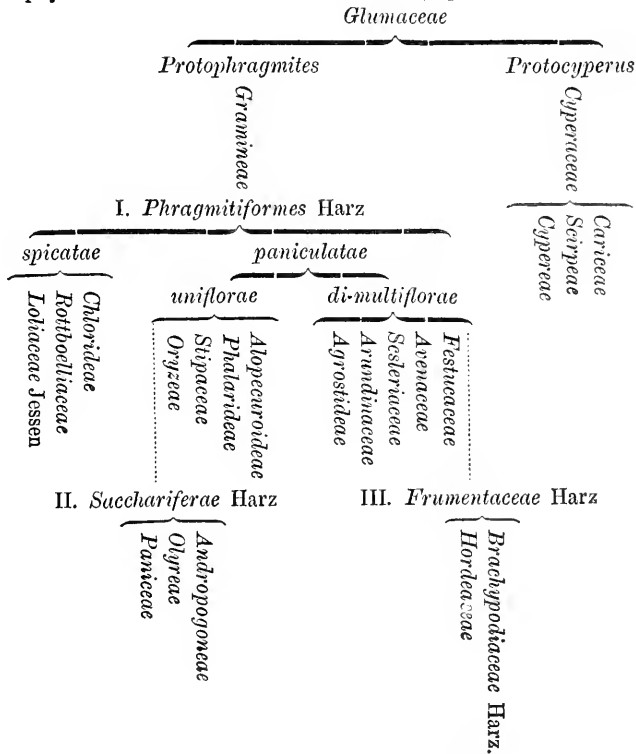 Glumaceae
Protophragmites
Protocyperus
Gramineae
Cyperaceae
I. Phragmitiformes Harz
Cariceae
Scirpeae
Cypereae
spicatae
paniculatae
Chlorideae
Rottboelliaceae
Loliaceae Jessen
uniflorae
di-multiflorae
Alopecuroideae
Phalarideae
Stipaceae
Oryzeae
Festucaceae
Avenaceae
Sesleriaceae
Arundinaceae
Agrostideae
II. Sacchariferae Harz
III. Frumentaceae Harz
Andropogoneae
Olyreae
Paniceae
Brachypodiaceae Harz.
Hordeaceae